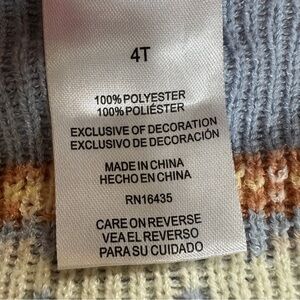 4T
100% POLYESTER
100% POLIÉSTER
EXCLUSIVE OF DECORATION
EXCLUSIVO DE DECORACIÓN
MADE IN CHINA
HECHO EN CHINA
RN16435
CARE ON REVERSE
VEA EL REVERSO
PARA SU CUIDADO